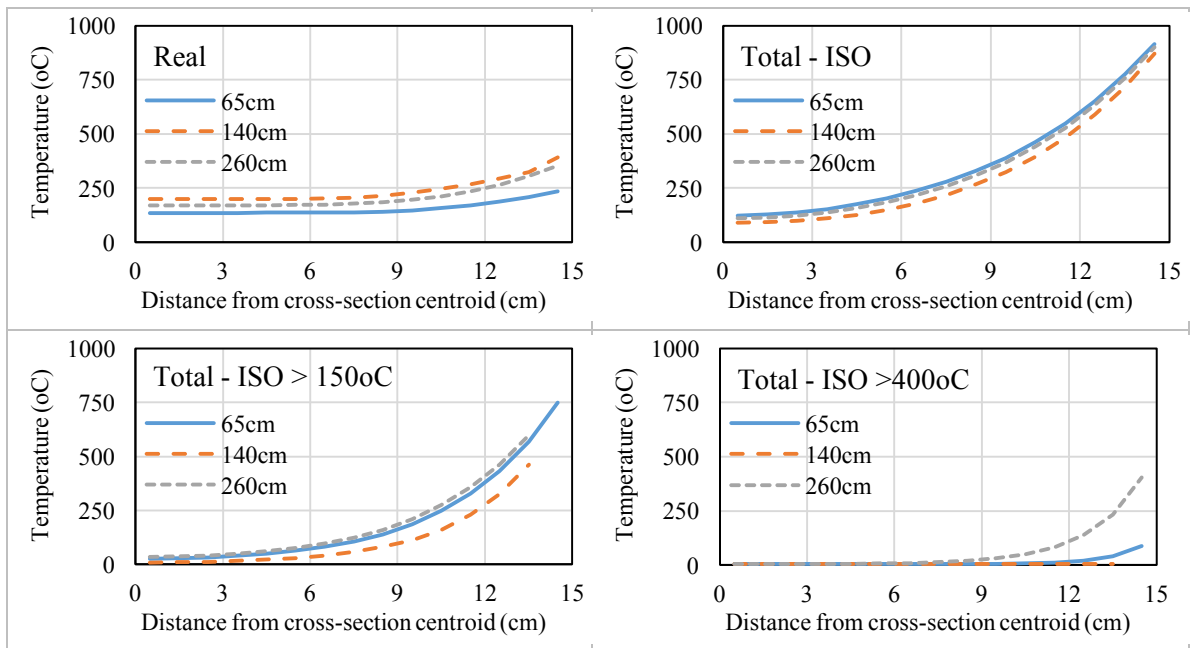 Real
Temperature (oC)
1000
750
500
250
0
65cm
140cm
260cm
0 3 6 9 12 15
Distance from cross-section centroid (cm)
Total - ISO
Temperature (oC)
1000
750
500
250
0
65cm
140cm
260cm
0 3 6 9 12 15
Distance from cross-section centroid (cm)
Total - ISO > 150oC
Temperature (oC)
1000
750
500
250
0
65cm
140cm
260cm
0 3 6 9 12 15
Distance from cross-section centroid (cm)
Total - ISO >400oC
Temperature (oC)
1000
750
500
250
0
65cm
140cm
260cm
0 3 6 9 12 15
Distance from cross-section centroid (cm)